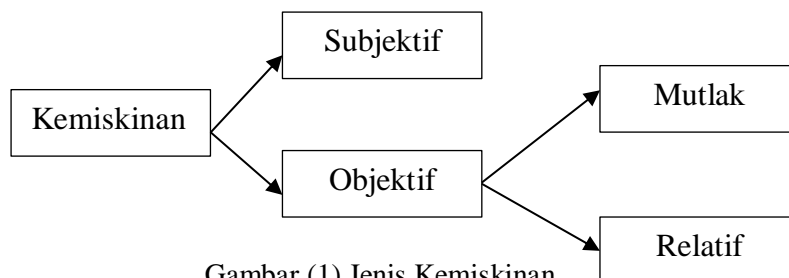 Subjektif
Mutlak
Kemiskinan
Objektif
Relatif
Gambar (1) Jenis Kemiskinan